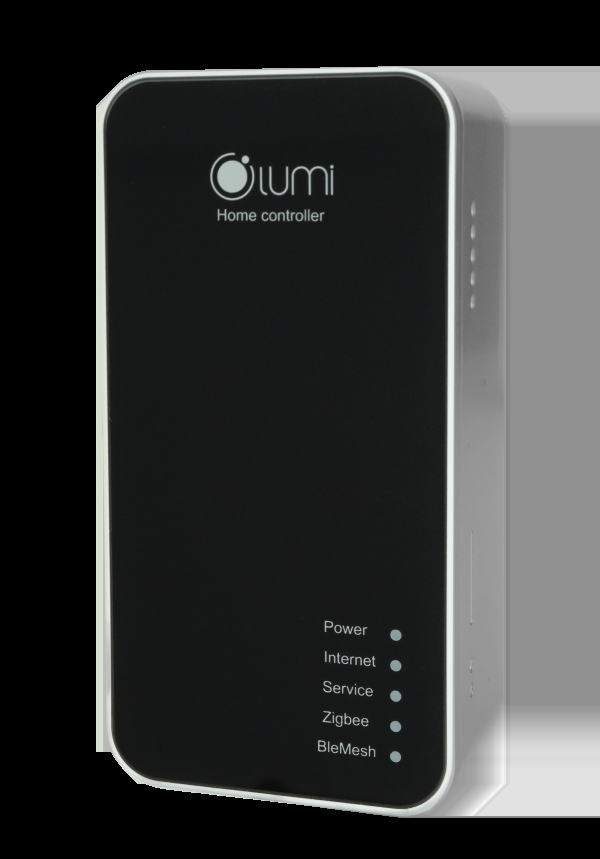 lumi
Home controller
Power
Internet
Service
Zigbee
BleMesh